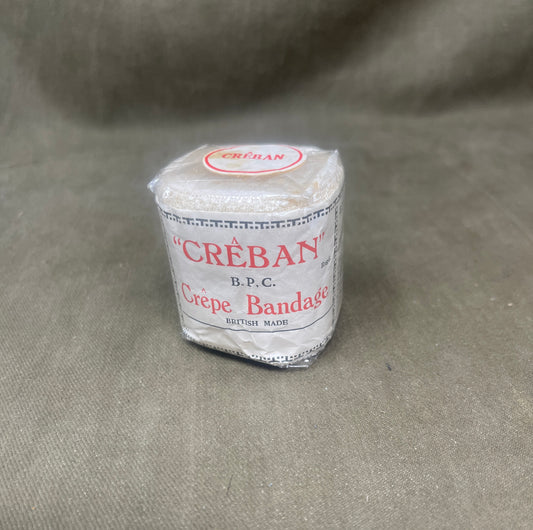 CRÊBAN
"CRÊBAN"
B.P.C.
Crêpe Bandage
BRITISH MADE